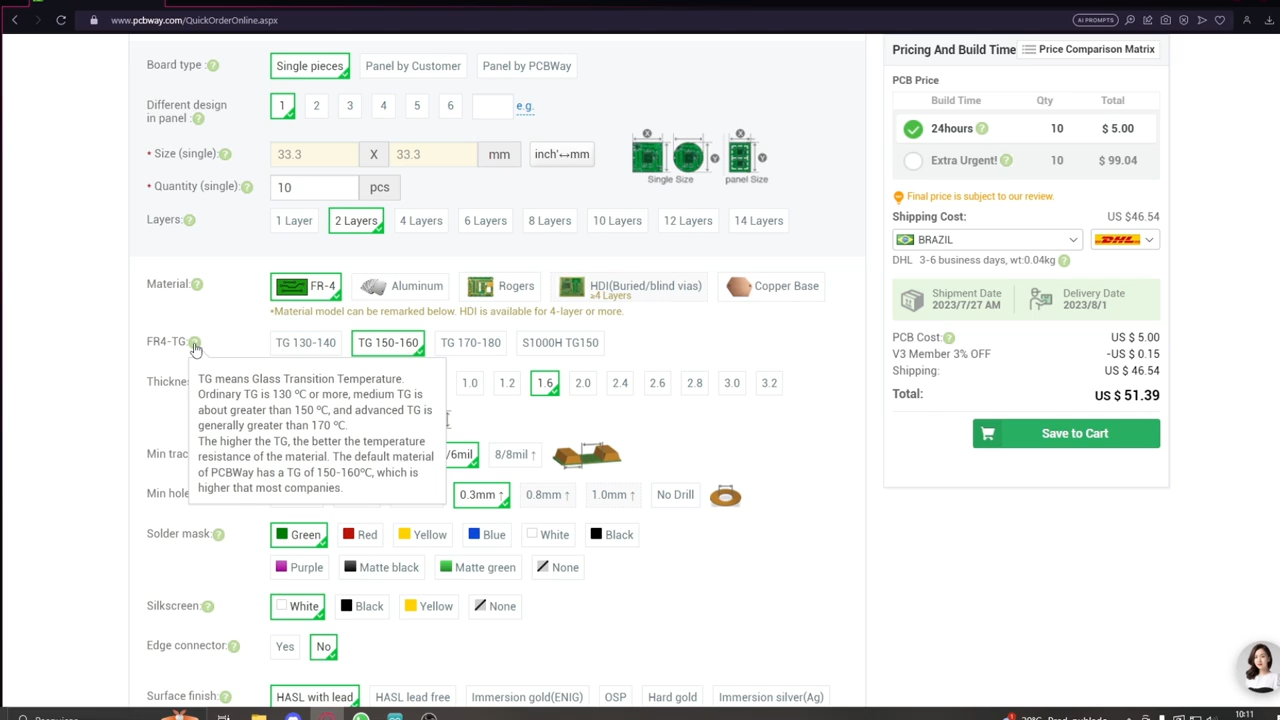 www.pcbway.com/QuickOrderOnline.aspx
AI PROMPTS
Board type :?
Single pieces
Panel by Customer
Panel by PCBWay
Different design
in panel :?
1
2
3
4
5
6
e.g.
* Size (single):?
33.3
X
33.3
mm
inch'↔mm
X
X
Y
Y
Single Size
panel Size
* Quantity (single):?
10
pcs
Layers:?
1 Layer
2 Layers
4 Layers
6 Layers
8 Layers
10 Layers
12 Layers
14 Layers
Material:?
FR-4
Aluminum
Rogers
HDI(Buried/blind vias)
≥4 Layers
Copper Base
*Material model can be remarked below. HDI is available for 4-layer or more.
FR4-TG:
TG 130-140
TG 150-160
TG 170-180
S1000H TG150
TG means Glass Transition Temperature.
Ordinary TG is 130 ℃ or more, medium TG is
about greater than 150 ℃, and advanced TG is
generally greater than 170 ℃.
The higher the TG, the better the temperature
resistance of the material. The default material
of PCBWay has a TG of 150-160℃, which is
higher that most companies.
Thickne
1.0
1.2
1.6
2.0
2.4
2.6
2.8
3.0
3.2
Min trac
/6mil
8/8mil ↑
Min hole
0.3mm ↑
0.8mm ↑
1.0mm ↑
No Drill
Solder mask:?
Green
Red
Yellow
Blue
White
Black
Purple
Matte black
Matte green
None
Silkscreen:?
White
Black
Yellow
None
Edge connector:?
Yes
No
Surface finish:?
HASL with lead
HASL lead free
Immersion gold(ENIG)
OSP
Hard gold
Immersion silver(Ag)
Pricing And Build Time
Price Comparison Matrix
PCB Price
Build Time
Qty
Total
24hours ?
10
$ 5.00
Extra Urgent! ?
10
$ 99.04
Final price is subject to our review.
Shipping Cost:
US $46.54
BRAZIL
DHL
DHL 3-6 business days, wt:0.04kg ?
Shipment Date
2023/7/27 AM
Delivery Date
2023/8/1
PCB Cost:?
US $ 5.00
V3 Member 3% OFF
-US $ 0.15
Shipping:
US $ 46.54
Total:
US $ 51.39
Save to Cart
10:11